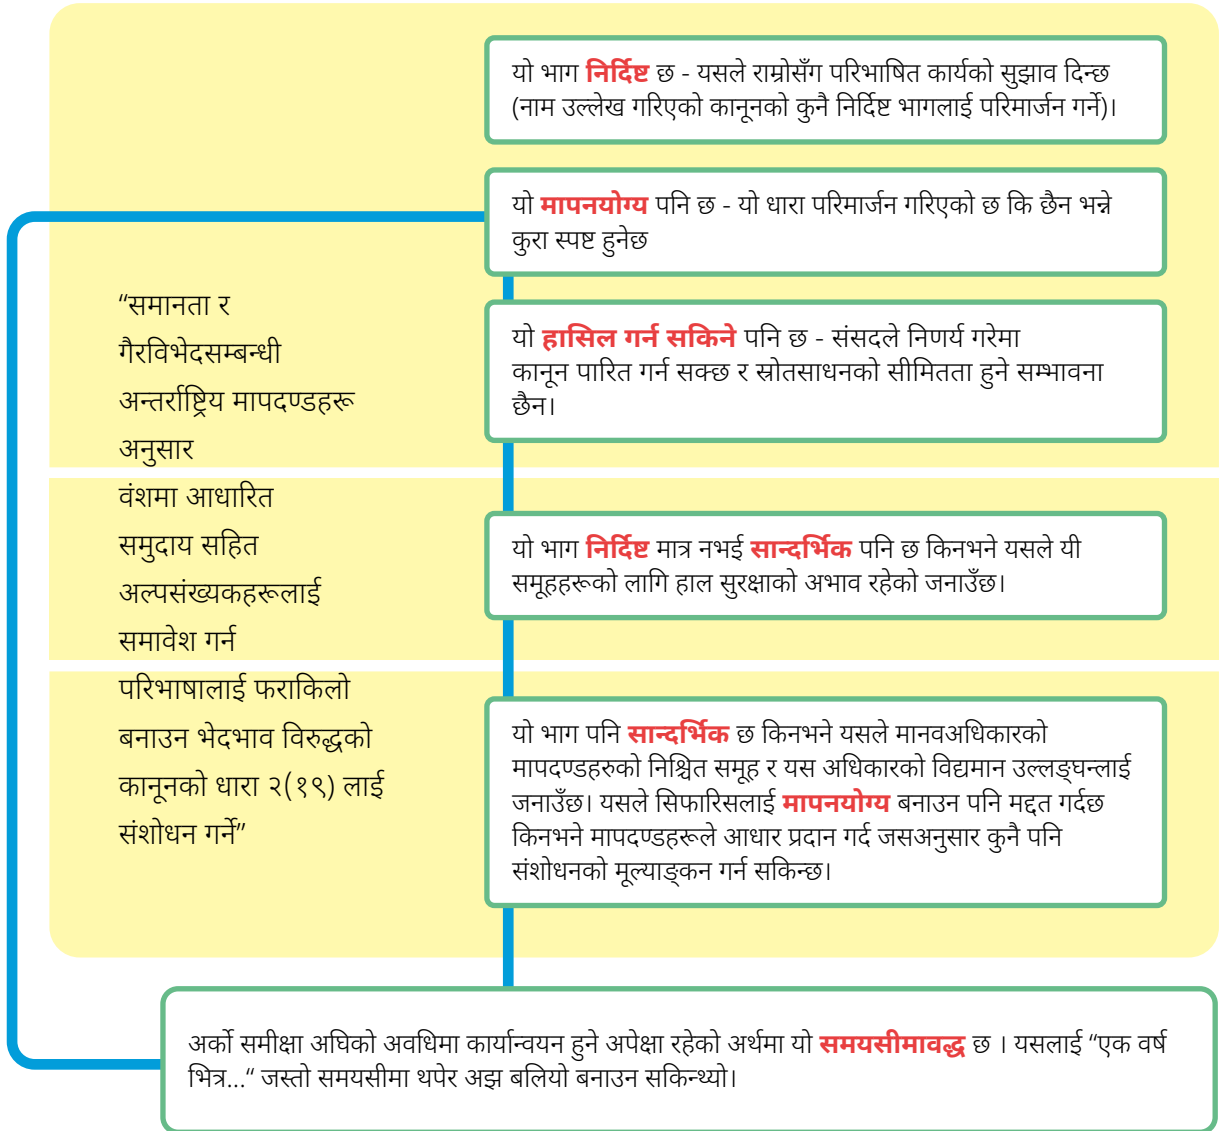 “समानता र
गैरविभेदसम्बन्धी
अन्तर्राष्ट्रिय मापदण्डहरू
अनुसार
वंशमा आधारित
समुदाय सहित
अल्पसंख्यकहरूलाई
समावेश गर्न
परिभाषालाई फराकिलो
बनाउन भेदभाव विरुद्धको
कानूनको धारा २(१९) लाई
संशोधन गर्ने”
यो भाग निर्दिष्ट छ - यसले राम्रोसँग परिभाषित कार्यको सुझाव दिन्छ
(नाम उल्लेख गरिएको कानूनको कुनै निर्दिष्ट भागलाई परिमार्जन गर्ने)।
यो मापनयोग्य पनि छ - यो धारा परिमार्जन गरिएको छ कि छैन भन्ने
कुरा स्पष्ट हुनेछ
यो हासिल गर्न सकिने पनि छ - संसदले निणर्य गरेमा
कानून पारित गर्न सक्छ र स्रोतसाधनको सीमितता हुने सम्भावना
छैन।
यो भाग निर्दिष्ट मात्र नभई सान्दर्भिक पनि छ किनभने यसले यी
समूहहरूको लागि हाल सुरक्षाको अभाव रहेको जनाउँछ।
यो भाग पनि सान्दर्भिक छ किनभने यसले मानवअधिकारको
मापदण्डहरुको निश्चित समूह र यस अधिकारको विद्यमान उल्लङ्घनलाई
जनाउँछ। यसले सिफारिसलाई मापनयोग्य बनाउन पनि मद्दत गर्दछ
किनभने मापदण्डहरूले आधार प्रदान गर्द जसअनुसार कुनै पनि
संशोधनको मूल्याङ्कन गर्न सकिन्छ।
अर्को समीक्षा अघिको अवधिमा कार्यान्वयन हुने अपेक्षा रहेको अर्थमा यो समयसीमावद्ध छ । यसलाई “एक वर्ष
भित्र...“ जस्तो समयसीमा थपेर अझ बलियो बनाउन सकिन्थ्यो।